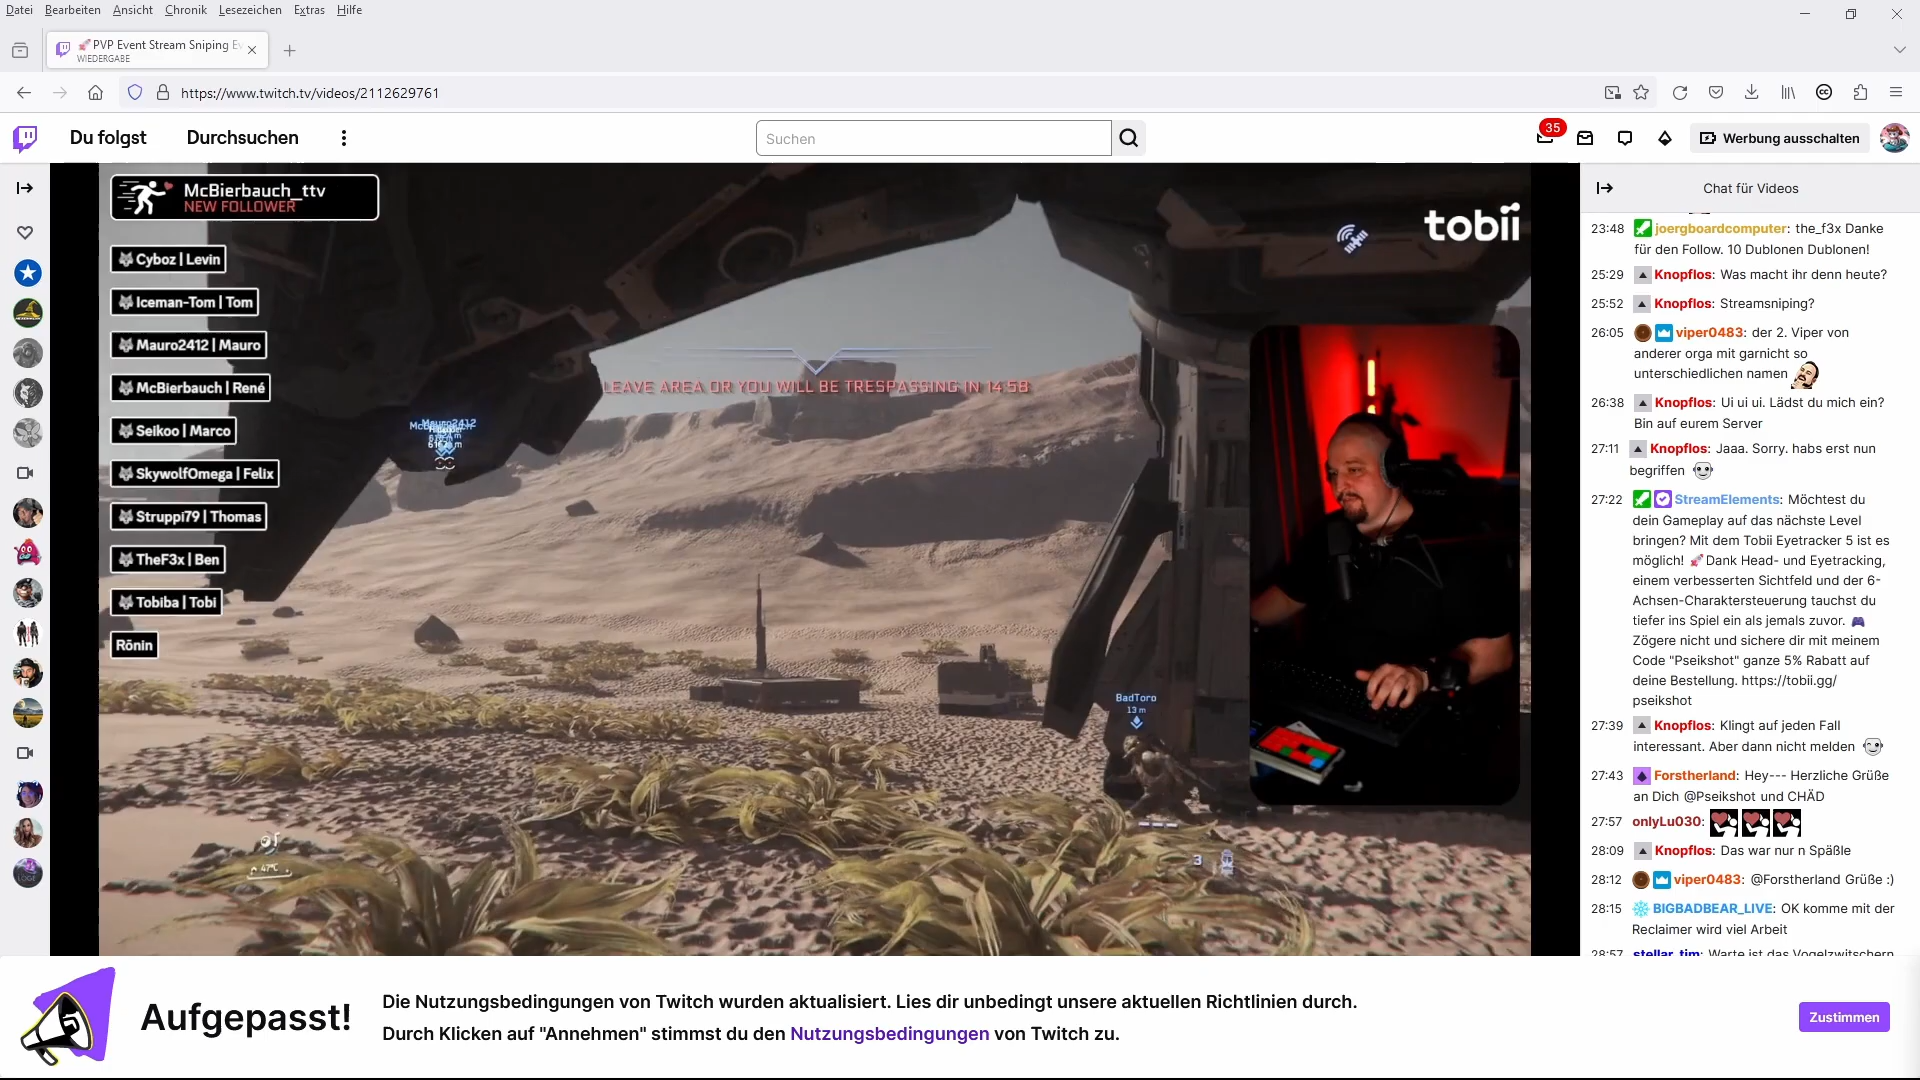 Datei Bearbeiten Ansicht Chronik Lesezeichen Extras Hilfe
PVP Event Stream Sniping Ev
WIEDERGABE
https://www.twitch.tv/videos/2112629761
Du folgst Durchsuchen
Suchen
35
Werbung ausschalten
McBierbauch_ttv
NEW FOLLOWER
Cyboz | Levin
Iceman-Tom | Tom
Mauro2412 | Mauro
McBierbauch | René
Seikoo | Marco
SkywolfOmega | Felix
Struppi79 | Thomas
TheF3x | Ben
Tobiba | Tobi
Rōnin
tobii
LEAVE AREA OR YOU WILL BE TRESPASSING IN 14:58
Mauro2412
BadToro
13 m
3
Chat für Videos
23:48 joergboardcomputer: the_f3x Danke
für den Follow. 10 Dublonen Dublonen!
25:29 Knopflos: Was macht ihr denn heute?
25:52 Knopflos: Streamsniping?
26:05 viper0483: der 2. Viper von
anderer orga mit garnicht so
unterschiedlichen namen
26:38 Knopflos: Ui ui ui. Lädst du mich ein?
Bin auf eurem Server
27:11 Knopflos: Jaaa. Sorry. habs erst nun
begriffen
27:22 StreamElements: Möchtest du
dein Gameplay auf das nächste Level
bringen? Mit dem Tobii Eyetracker 5 ist es
möglich! Dank Head- und Eyetracking,
einem verbesserten Sichtfeld und der 6-
Achsen-Charaktersteuerung tauchst du
tiefer ins Spiel ein als jemals zuvor.
Zögere nicht und sichere dir mit meinem
Code "Pseikshot" ganze 5% Rabatt auf
deine Bestellung. https://tobii.gg/
pseikshot
27:39 Knopflos: Klingt auf jeden Fall
interessant. Aber dann nicht melden
27:43 Forstherland: Hey--- Herzliche Grüße
an Dich @Pseikshot und CHÄD
27:57 onlyLu030:
28:09 Knopflos: Das war nur n Späßle
28:12 viper0483: @Forstherland Grüße :)
28:15 BIGBADBEAR_LIVE: OK komme mit der
Reclaimer wird viel Arbeit
28:57 stellar_tim: Warte ist das Vogelzwitschern
Aufgepasst!
Die Nutzungsbedingungen von Twitch wurden aktualisiert. Lies dir unbedingt unsere aktuellen Richtlinien durch.
Durch Klicken auf "Annehmen" stimmst du den Nutzungsbedingungen von Twitch zu.
Zustimmen